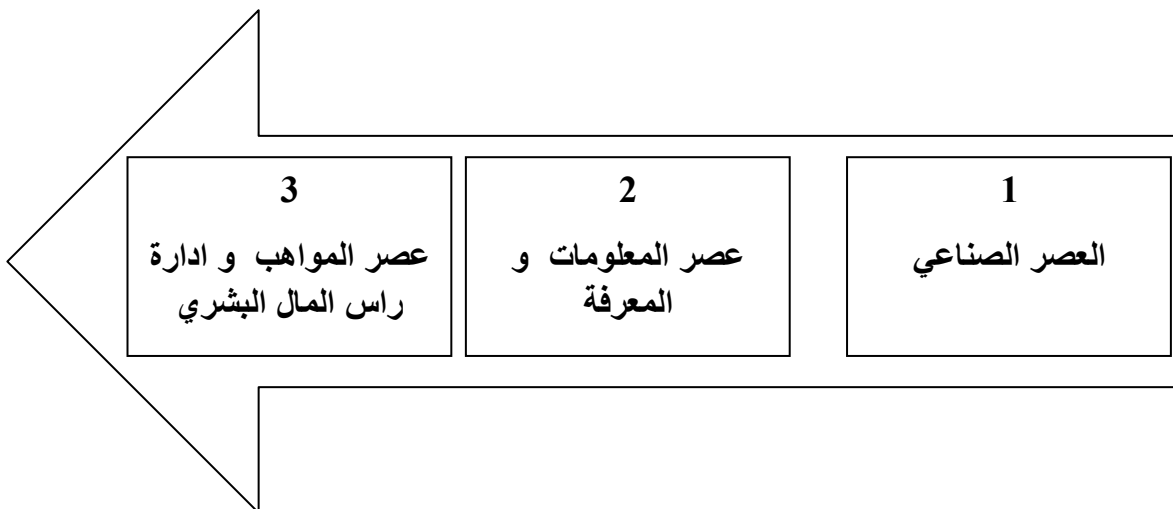 1
العصر الصناعي
2
عصر المعلومات و
المعرفة
3
عصر المواهب و ادارة
راس المال البشري